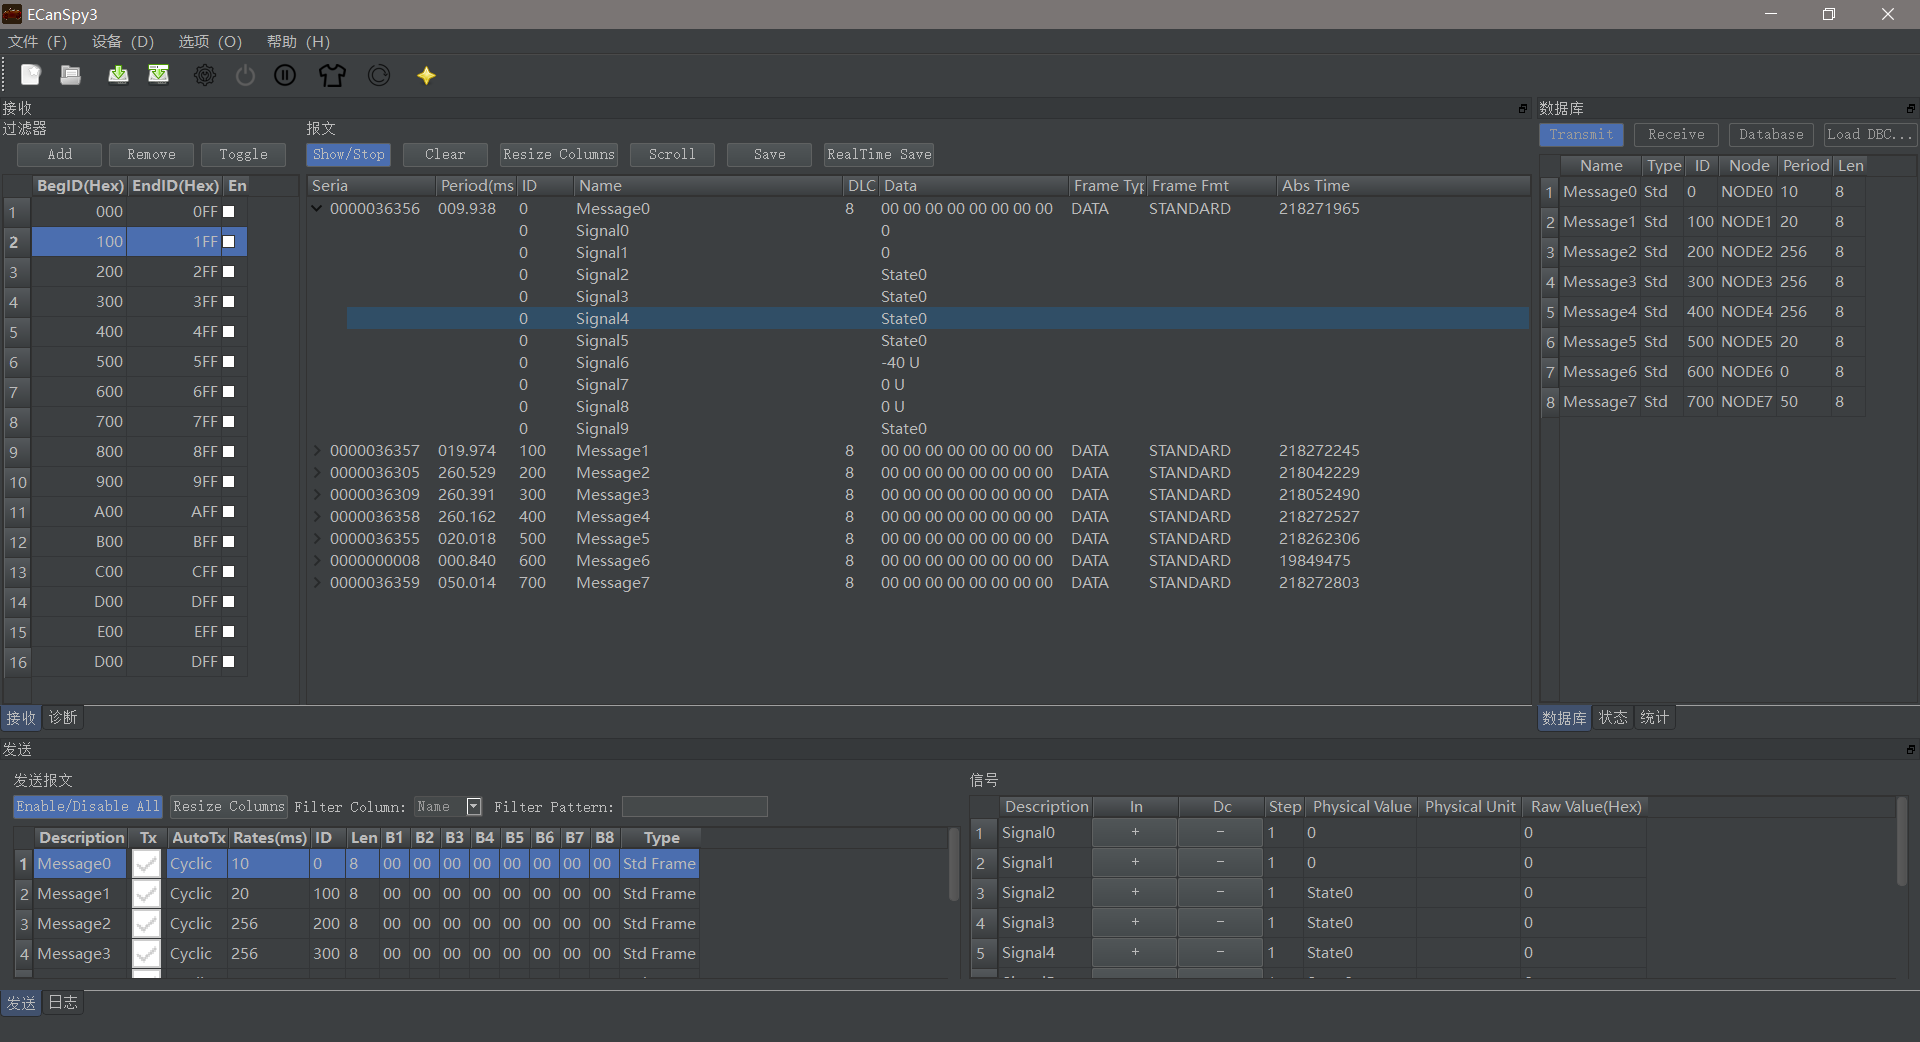 ECanSpy3
文件 (F) 设备 (D) 选项 (O) 帮助 (H)
接收
过滤器
Add Remove Toggle
BegID(Hex) EndID(Hex) En
1 000 0FF
2 100 1FF
3 200 2FF
4 300 3FF
5 400 4FF
6 500 5FF
7 600 6FF
8 700 7FF
9 800 8FF
10 900 9FF
11 A00 AFF
12 B00 BFF
13 C00 CFF
14 D00 DFF
15 E00 EFF
16 D00 DFF
报文
Show/Stop Clear Resize Columns Scroll Save RealTime Save
Seria Period(ms ID Name DLC Data Frame Typ Frame Fmt Abs Time
0000036356 009.938 0 Message0 8 00 00 00 00 00 00 00 00 DATA STANDARD 218271965
0 Signal0 0
0 Signal1 0
0 Signal2 State0
0 Signal3 State0
0 Signal4 State0
0 Signal5 State0
0 Signal6 -40 U
0 Signal7 0 U
0 Signal8 0 U
0 Signal9 State0
0000036357 019.974 100 Message1 8 00 00 00 00 00 00 00 00 DATA STANDARD 218272245
0000036305 260.529 200 Message2 8 00 00 00 00 00 00 00 00 DATA STANDARD 218042229
0000036309 260.391 300 Message3 8 00 00 00 00 00 00 00 00 DATA STANDARD 218052490
0000036358 260.162 400 Message4 8 00 00 00 00 00 00 00 00 DATA STANDARD 218272527
0000036355 020.018 500 Message5 8 00 00 00 00 00 00 00 00 DATA STANDARD 218262306
0000000008 000.840 600 Message6 8 00 00 00 00 00 00 00 00 DATA STANDARD 19849475
0000036359 050.014 700 Message7 8 00 00 00 00 00 00 00 00 DATA STANDARD 218272803
接收 诊断
数据库
Transmit Receive Database Load DBC...
Name Type ID Node Period Len
1 Message0 Std 0 NODE0 10 8
2 Message1 Std 100 NODE1 20 8
3 Message2 Std 200 NODE2 256 8
4 Message3 Std 300 NODE3 256 8
5 Message4 Std 400 NODE4 256 8
6 Message5 Std 500 NODE5 20 8
7 Message6 Std 600 NODE6 0 8
8 Message7 Std 700 NODE7 50 8
数据库 状态 统计
发送
发送报文
Enable/Disable All Resize Columns Filter Column: Name Filter Pattern:
Description Tx AutoTx Rates(ms) ID Len B1 B2 B3 B4 B5 B6 B7 B8 Type
1 Message0 Cyclic 10 0 8 00 00 00 00 00 00 00 00 Std Frame
2 Message1 Cyclic 20 100 8 00 00 00 00 00 00 00 00 Std Frame
3 Message2 Cyclic 256 200 8 00 00 00 00 00 00 00 00 Std Frame
4 Message3 Cyclic 256 300 8 00 00 00 00 00 00 00 00 Std Frame
信号
Description In Dc Step Physical Value Physical Unit Raw Value(Hex)
1 Signal0 + - 1 0 0
2 Signal1 + - 1 0 0
3 Signal2 + - 1 State0 0
4 Signal3 + - 1 State0 0
5 Signal4 + - 1 State0 0
发送 日志